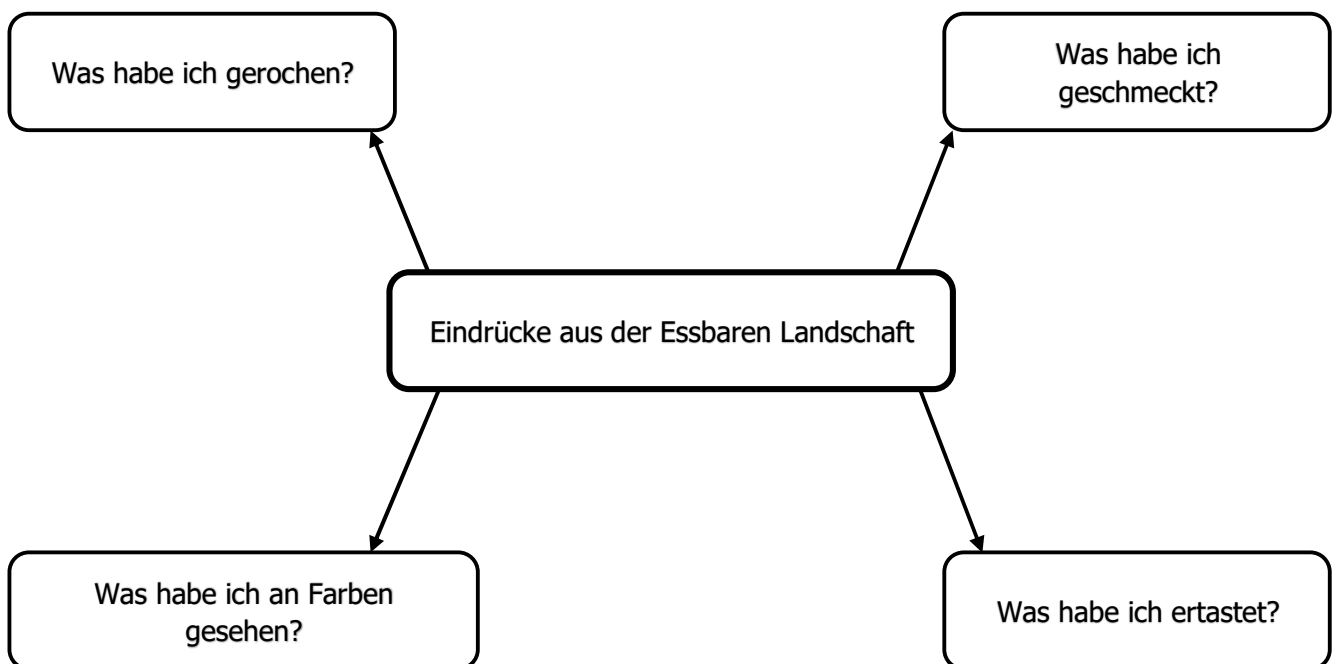 Was habe ich gerochen?
Was habe ich
geschmeckt?
Eindrücke aus der Essbaren Landschaft
Was habe ich an Farben
gesehen?
Was habe ich ertastet?